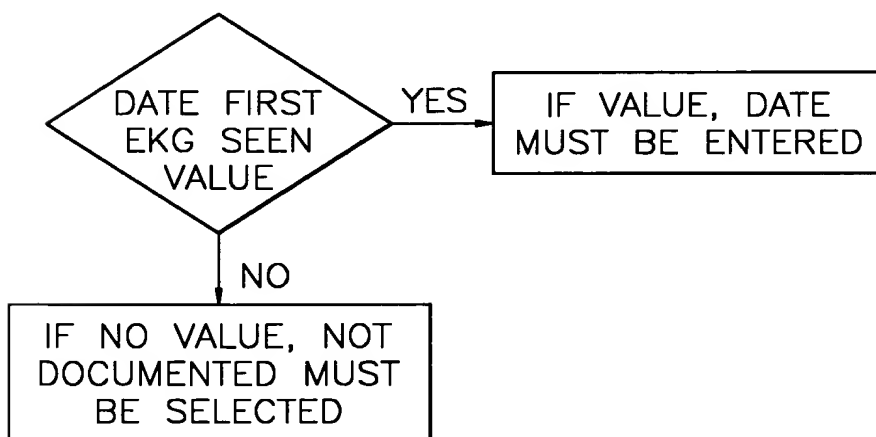 DATE FIRST
EKG SEEN
VALUE
YES
IF VALUE, DATE
MUST BE ENTERED
NO
IF NO VALUE, NOT
DOCUMENTED MUST
BE SELECTED